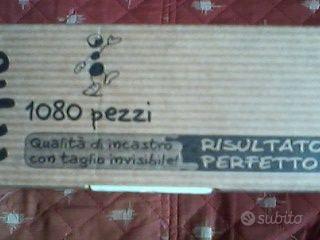 1080 pezzi
Qualità di incastro
con taglio invisibile!
RISULTATO
PERFETTO
subito